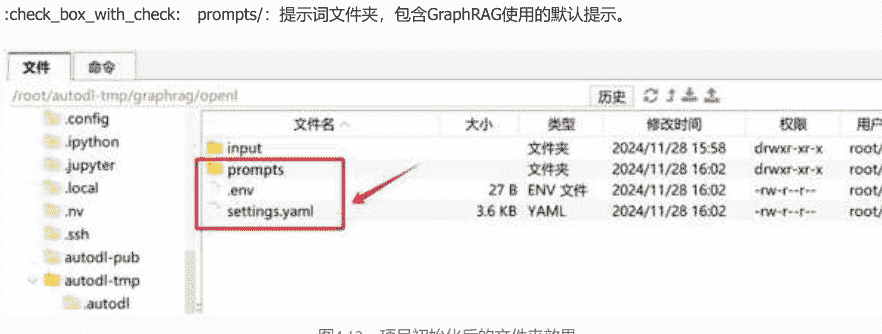 :check_box_with_check: prompts/：提示词文件夹，包含GraphRAG使用的默认提示。
文件 命令
/root/autodl-tmp/graphrag/openl 历史
.config
.ipython
.jupyter
.local
.nv
.ssh
autodl-pub
autodl-tmp
.autodl
文件名 大小 类型 修改时间 权限 用户
input 文件夹 2024/11/28 15:58 drwxr-xr-x root/
prompts 文件夹 2024/11/28 16:02 drwxr-xr-x root/
.env 27 B ENV 文件 2024/11/28 16:02 -rw-r--r-- root/
settings.yaml 3.6 KB YAML 2024/11/28 16:02 -rw-r--r-- root/